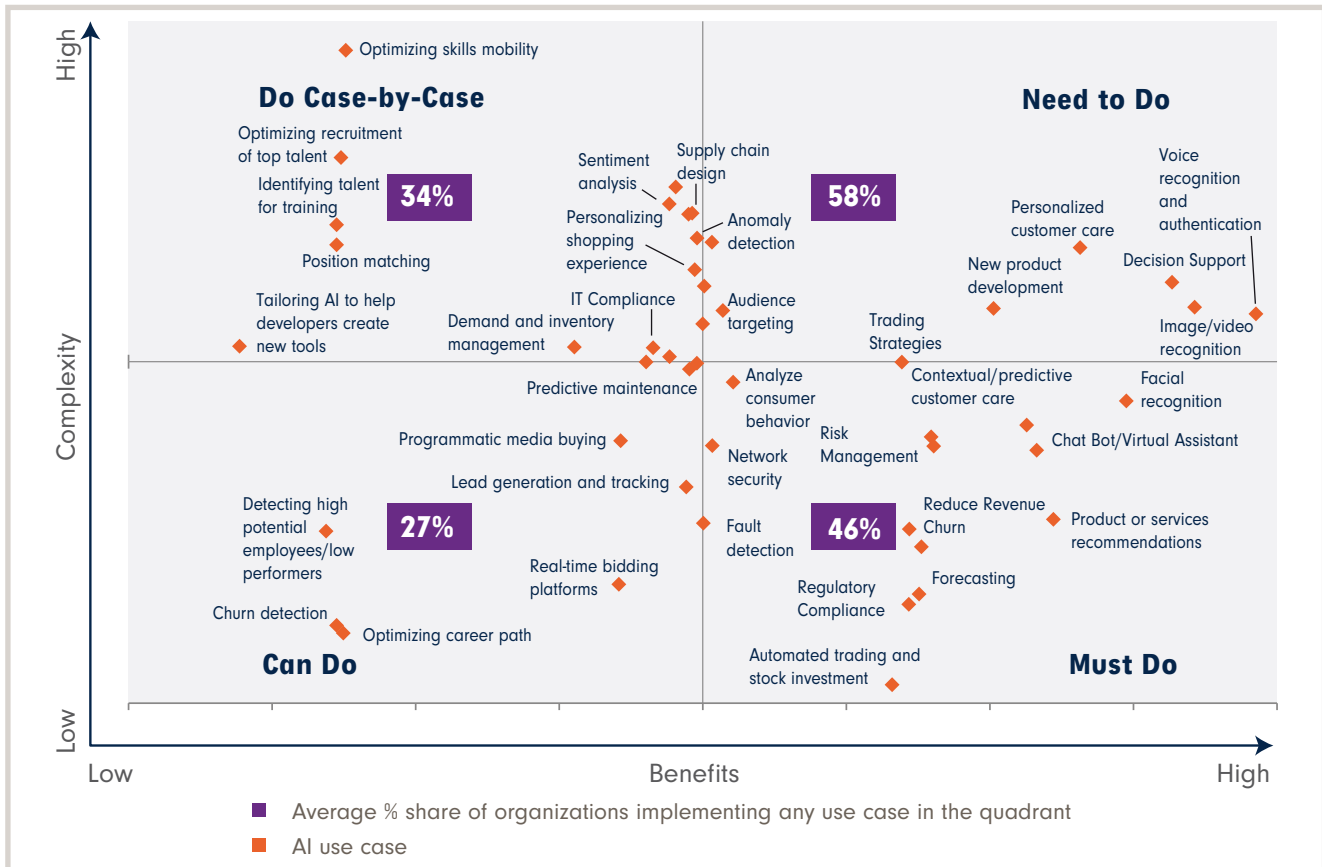 High
Optimizing skills mobility
Do Case-by-Case
Need to Do
Optimizing recruitment
of top talent
Identifying talent
for training
34%
Position matching
Tailoring AI to help
developers create
new tools
Sentiment
analysis
Supply chain
design
Personalizing
shopping
experience
Anomaly
detection
IT Compliance
Demand and inventory
management
Audience
targeting
Predictive maintenance
58%
Voice
recognition
and
authentication
Personalized
customer care
Decision Support
New product
development
Image/video
recognition
Trading
Strategies
Complexity
Contextual/predictive
customer care
Facial
recognition
Analyze
consumer
behavior
Risk
Management
Chat Bot/Virtual Assistant
Programmatic media buying
Network
security
Lead generation and tracking
Detecting high
potential
employees/low
performers
27%
Fault
detection
46%
Reduce Revenue
Churn
Product or services
recommendations
Real-time bidding
platforms
Regulatory
Compliance
Forecasting
Churn detection
Optimizing career path
Can Do
Automated trading and
stock investment
Must Do
Low
Low
Benefits
High
Average % share of organizations implementing any use case in the quadrant
AI use case